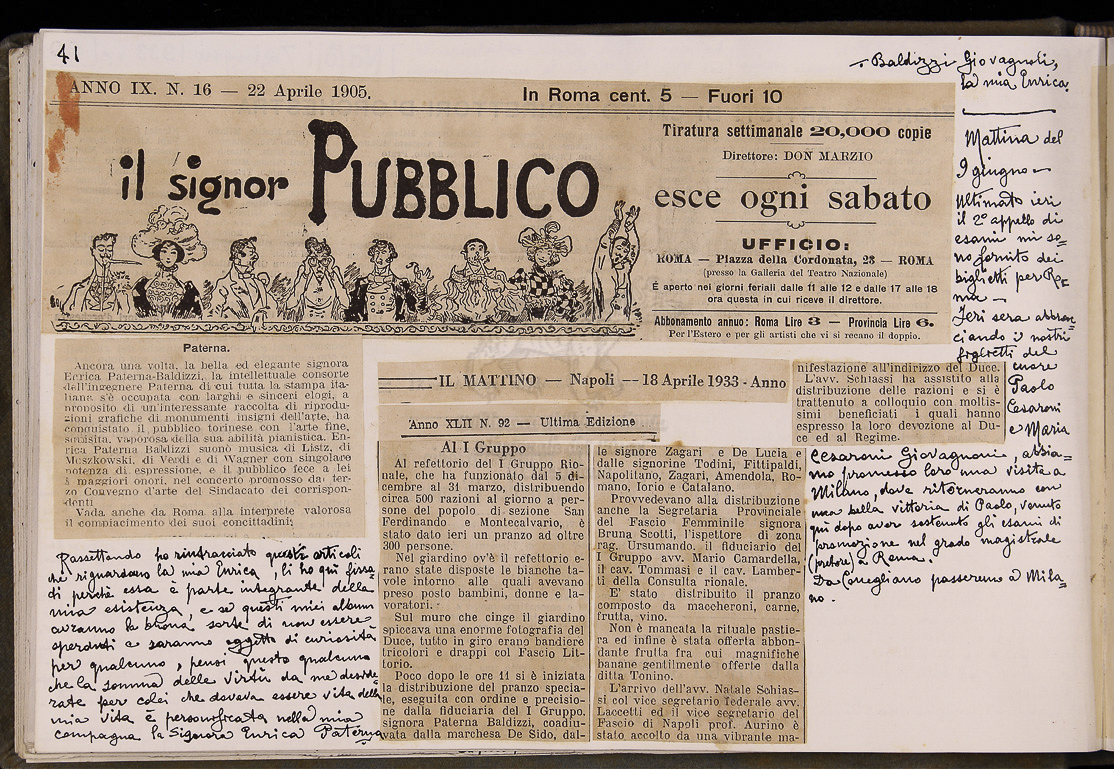 41
ANNO IX. N. 16 — 22 Aprile 1905.
In Roma cent. 5 — Fuori 10
il signor PUBBLICO
Tiratura settimanale 20,000 copie
Direttore: DON MARZIO
esce ogni sabato
UFFICIO:
ROMA — Piazza della Cordonata, 23 — ROMA
(presso la Galleria del Teatro Nazionale)
È aperto nei giorni feriali dalle 11 alle 12 e dalle 17 alle 18
ora questa in cui riceve il direttore.
Abbonamento annuo: Roma Lire 3 — Provincia Lire 6.
Per l'Estero e per gli artisti che vi si recano il doppio.
Paterna.
Ancora una volta, la bella ed elegante signora
Enrica Paterna-Baldizzi, la intellettuale consorte
dell'ingegnere Paterna, di cui tutta la stampa ita-
liana s'è occupata con larghi e sinceri elogi, a
proposito di un'interessante raccolta di riprodu-
zioni grafiche di monumenti insigni dell'arte, ha
conquistato il pubblico torinese con l'arte fine,
squisita, vaporosa della sua abilità pianistica. En-
rica Paterna Baldizzi suonò musica di Listz, di
Moszkowski, di Verdi e di Wagner con singolare
potenza di espressione, e il pubblico fece a lei
i maggiori onori, nel concerto promosso dal ter-
zo Convegno d'arte del Sindacato dei corrispon-
denti
Vada anche da Roma alla interprete valorosa
il compiacimento dei suoi concittadini;
Rassettando ho rintracciato questi articoli
che riguardano la mia Enrica, li ho qui fissa-
di perchè essa è parte integrante della
mia esistenza, e se questi miei album
avranno la buona sorte di non essere
sperduti e saranno oggetto di curiosità
per qualcuno, pensi questo qualcuno
che la somma delle virtù da me deside-
rate per colei che doveva essere vita della
mia vita è personificata nella mia
compagna la Signora Enrica Paterna
IL MATTINO — Napoli -- 18 Aprile 1933 - Anno
Anno XLII N. 92 — Ultima Edizione
Al I Gruppo
Al refettorio del I Gruppo Rio-
nale, che ha funzionato dal 5 di-
cembre al 31 marzo, distribuendo
circa 500 razioni al giorno a per-
sone del popolo di sezione San
Ferdinando e Montecalvario, è
stato dato ieri un pranzo ad oltre
300 persone.
Nel giardino ov'è il refettorio e-
rano state disposte le bianche ta-
vole intorno alle quali avevano
preso posto bambini, donne e la-
voratori.
Sul muro che cinge il giardino
spiccava una enorme fotografia del
Duce, tutto in giro erano bandiere
tricolori e drappi col Fascio Lit-
torio.
Poco dopo le ore 11 si è iniziata
la distribuzione del pranzo specia-
le, eseguita con ordine e precisio-
ne dalla fiduciaria del I Gruppo,
signora Paterna Baldizzi, coadiu-
vata dalla marchesa De Sido, dal-
le signore Zagari e De Lucia e
dalle signorine Todini, Fittipaldi,
Napolitano, Zagari, Amendola, Ro-
mano, Iorio e Catalano.
Provvedevano alla distribuzione
anche la Segretaria Provinciale
del Fascio Femminile signora
Bruna Scotti, l'ispettore di zona
rag. Ursumando, il fiduciario del
I Gruppo avv. Mario Camardella,
il cav. Tommasi e il cav. Lamber-
ti della Consulta rionale.
E' stato distribuito il pranzo
composto da maccheroni, carne,
frutta, vino.
Non è mancata la rituale pastie-
ra ed infine è stata offerta abbon-
dante frutta fra cui magnifiche
banane gentilmente offerte dalla
ditta Tonino.
L'arrivo dell'avv. Natale Schias-
si col vice segretario federale avv.
Laccetti ed il vice segretario del
Fascio di Napoli prof. Aurino è
stato accolto da una vibrante ma-
nifestazione all'indirizzo del Duce.
L'avv. Schiassi ha assistito alla
distribuzione delle razioni e si è
trattenuto a colloquio con moltis-
simi beneficiati i quali hanno
espresso la loro devozione al Du-
ce ed al Regime.
Baldizzi Giovagnoli,
la mia Enrica.
Mattina del
9 giugno —
Ultimato ieri
il 2° appello di
esami mi so-
no fornito dei
biglietti per Ro-
ma —
Ieri sera abbrac-
ciando i nostri
figlietti del
cuore
Paolo
Cesaroni
e Maria
Cesaroni Giovagnoni, abbia-
mo promesso loro una visita a
Milano, dove ritorneranno con
una bella vittoria di Paolo, venuto
qui dopo aver sostenuto gli esami di
promozione nel grado magistrale
(pretore) a Roma.
Da Conegliano passeremo a Mila-
no.